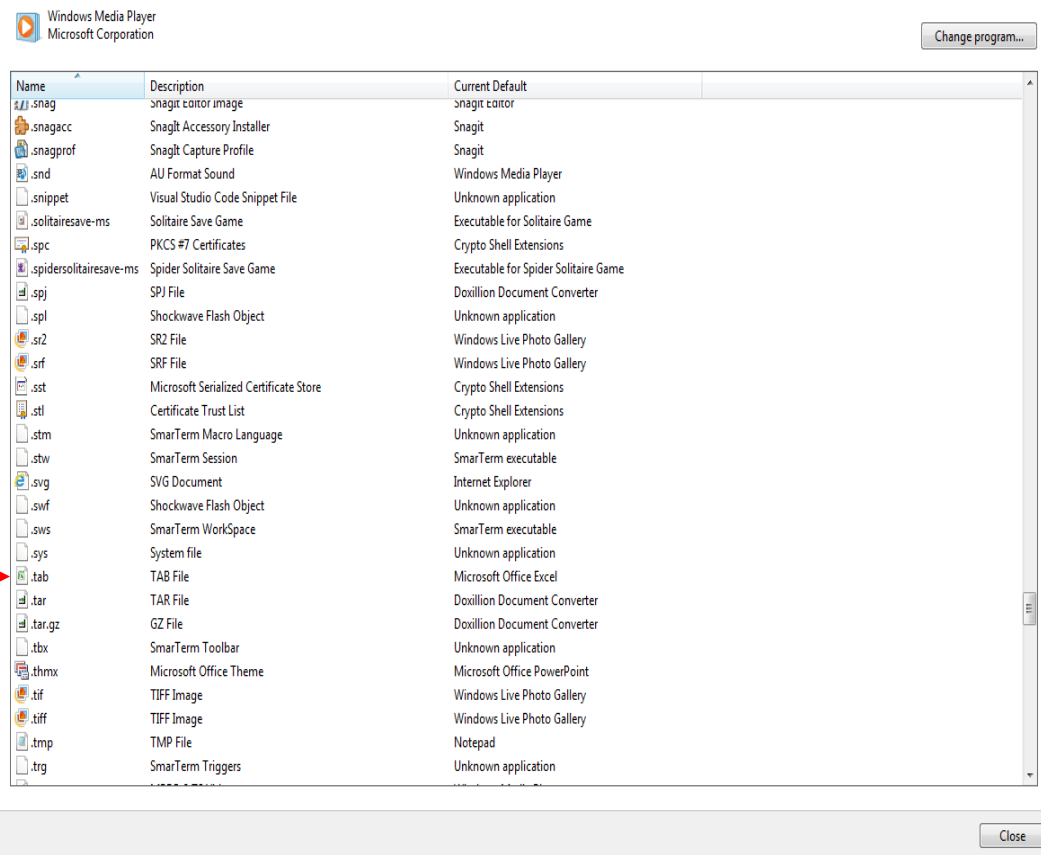 Windows Media Player
Microsoft Corporation
Change program...
Name Description Current Default
.snag SnagIt Editor Image SnagIt Editor
.snagacc SnagIt Accessory Installer Snagit
.snagprof SnagIt Capture Profile Snagit
.snd AU Format Sound Windows Media Player
.snippet Visual Studio Code Snippet File Unknown application
.solitairesave-ms Solitaire Save Game Executable for Solitaire Game
.spc PKCS #7 Certificates Crypto Shell Extensions
.spidersolitairesave-ms Spider Solitaire Save Game Executable for Spider Solitaire Game
.spj SPJ File Doxillion Document Converter
.spl Shockwave Flash Object Unknown application
.sr2 SR2 File Windows Live Photo Gallery
.srf SRF File Windows Live Photo Gallery
.sst Microsoft Serialized Certificate Store Crypto Shell Extensions
.stl Certificate Trust List Crypto Shell Extensions
.stm SmarTerm Macro Language Unknown application
.stw SmarTerm Session SmarTerm executable
.svg SVG Document Internet Explorer
.swf Shockwave Flash Object Unknown application
.sws SmarTerm WorkSpace SmarTerm executable
.sys System file Unknown application
.tab TAB File Microsoft Office Excel
.tar TAR File Doxillion Document Converter
.tar.gz GZ File Doxillion Document Converter
.tbx SmarTerm Toolbar Unknown application
.thmx Microsoft Office Theme Microsoft Office PowerPoint
.tif TIFF Image Windows Live Photo Gallery
.tiff TIFF Image Windows Live Photo Gallery
.tmp TMP File Notepad
.trg SmarTerm Triggers Unknown application
Close